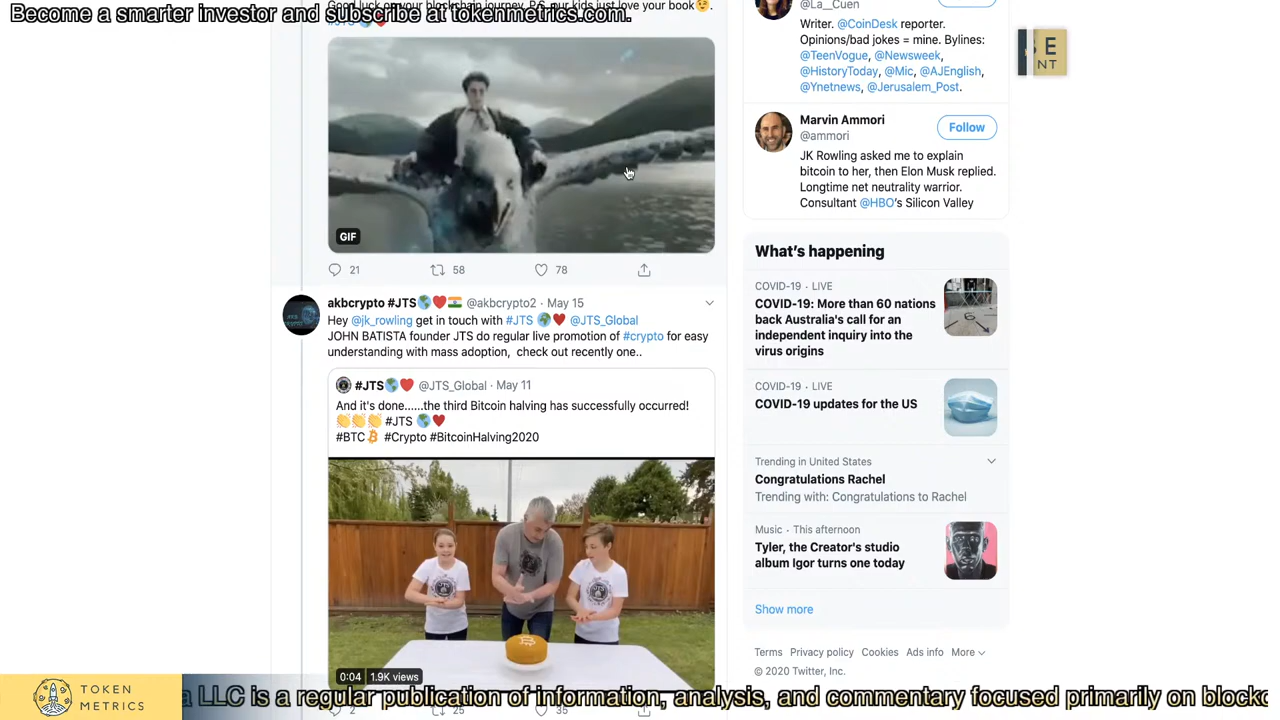 Become a smarter investor and subscribe at tokenmetrics.com.
Good luck on your blockchain journey. P.S. our kids just love your book😉.
#JTS 🌎❤️
GIF
21 58 78
akbcrypto #JTS🌎❤️🇮🇳 @akbcrypto2 · May 15
Hey @jk_rowling get in touch with #JTS 🌎❤️ @JTS_Global
JOHN BATISTA founder JTS do regular live promotion of #crypto for easy
understanding with mass adoption, check out recently one..
#JTS🌎❤️ @JTS_Global · May 11
And it's done......the third Bitcoin halving has successfully occurred!
👏👏👏 #JTS 🌎❤️
#BTC₿ #Crypto #BitcoinHalving2020
0:04 1.9K views
2 25 35
@La__Cuen
Writer. @CoinDesk reporter.
Opinions/bad jokes = mine. Bylines:
@TeenVogue, @Newsweek,
@HistoryToday, @Mic, @AJEnglish,
@Ynetnews, @Jerusalem_Post.
Marvin Ammori
@ammori
Follow
JK Rowling asked me to explain
bitcoin to her, then Elon Musk replied.
Longtime net neutrality warrior.
Consultant @HBO's Silicon Valley
What's happening
COVID-19 · LIVE
COVID-19: More than 60 nations
back Australia's call for an
independent inquiry into the
virus origins
COVID-19 · LIVE
COVID-19 updates for the US
Trending in United States
Congratulations Rachel
Trending with: Congratulations to Rachel
Music · This afternoon
Tyler, the Creator's studio
album Igor turns one today
Show more
Terms Privacy policy Cookies Ads info More
© 2020 Twitter, Inc.
E
NT
TOKEN
METRICS
a LLC is a regular publication of information, analysis, and commentary focused primarily on blockc